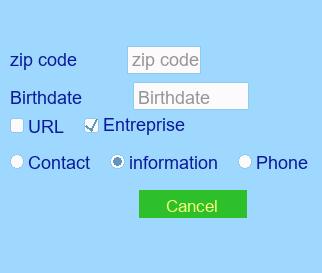 zip code zip code
Birthdate Birthdate
URL Entreprise
Contact information Phone
Cancel